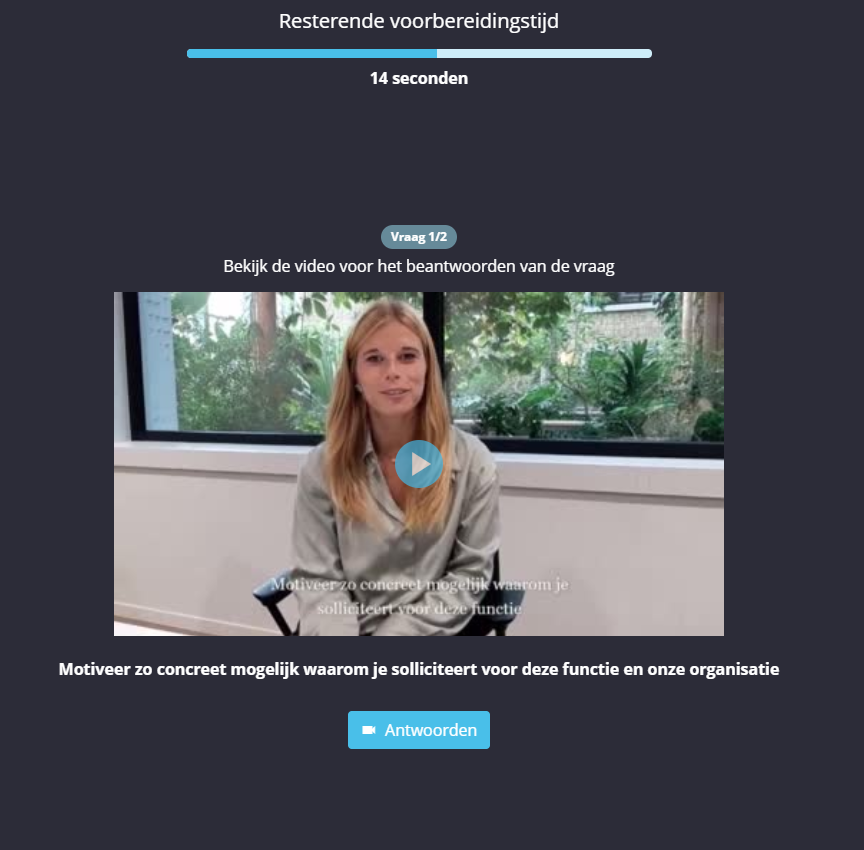 Resterende voorbereidingstijd
14 seconden
Vraag 1/2
Bekijk de video voor het beantwoorden van de vraag
Motiveer zo concreet mogelijk waarom je
solliciteert voor deze functie
Motiveer zo concreet mogelijk waarom je solliciteert voor deze functie en onze organisatie
Antwoorden